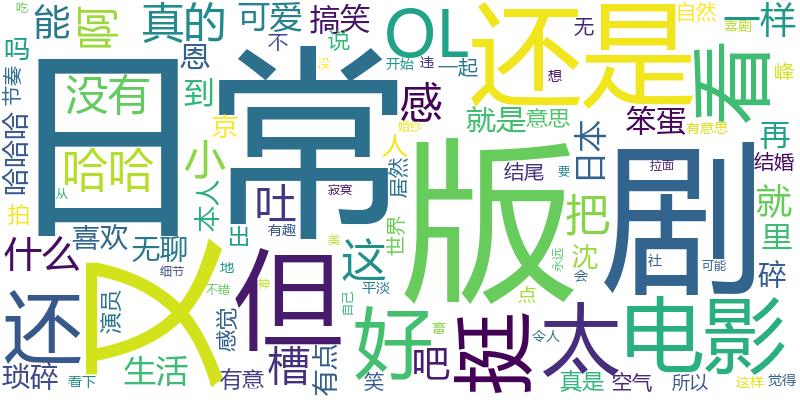 日常
版
剧
还是
又
但
电影
太
好
挺
看
OL
还
没有
哈哈
真的
可爱
搞笑
一样
自然
喜剧
吃
能
啊
吗
恩
不
说
没
开始
违
一起
无
想
峰
节奏
到
感
就是
意思
笨蛋
有意思
再
哈哈哈
京
婚纱
人
日本
结尾
要
拉面
结婚
小
从
吐
寂寞
居然
把
就
里
拍
本人
出
有趣
世界
喜欢
无聊
什么
这
美
永远
沈
社
可能
碎
细节
地
神
平淡
会
演员
不错
自己
点
感觉
槽
有点
畜
令人
吧
琐碎
看下
生活
有意
笑
真是
空气
所以
这样
觉得